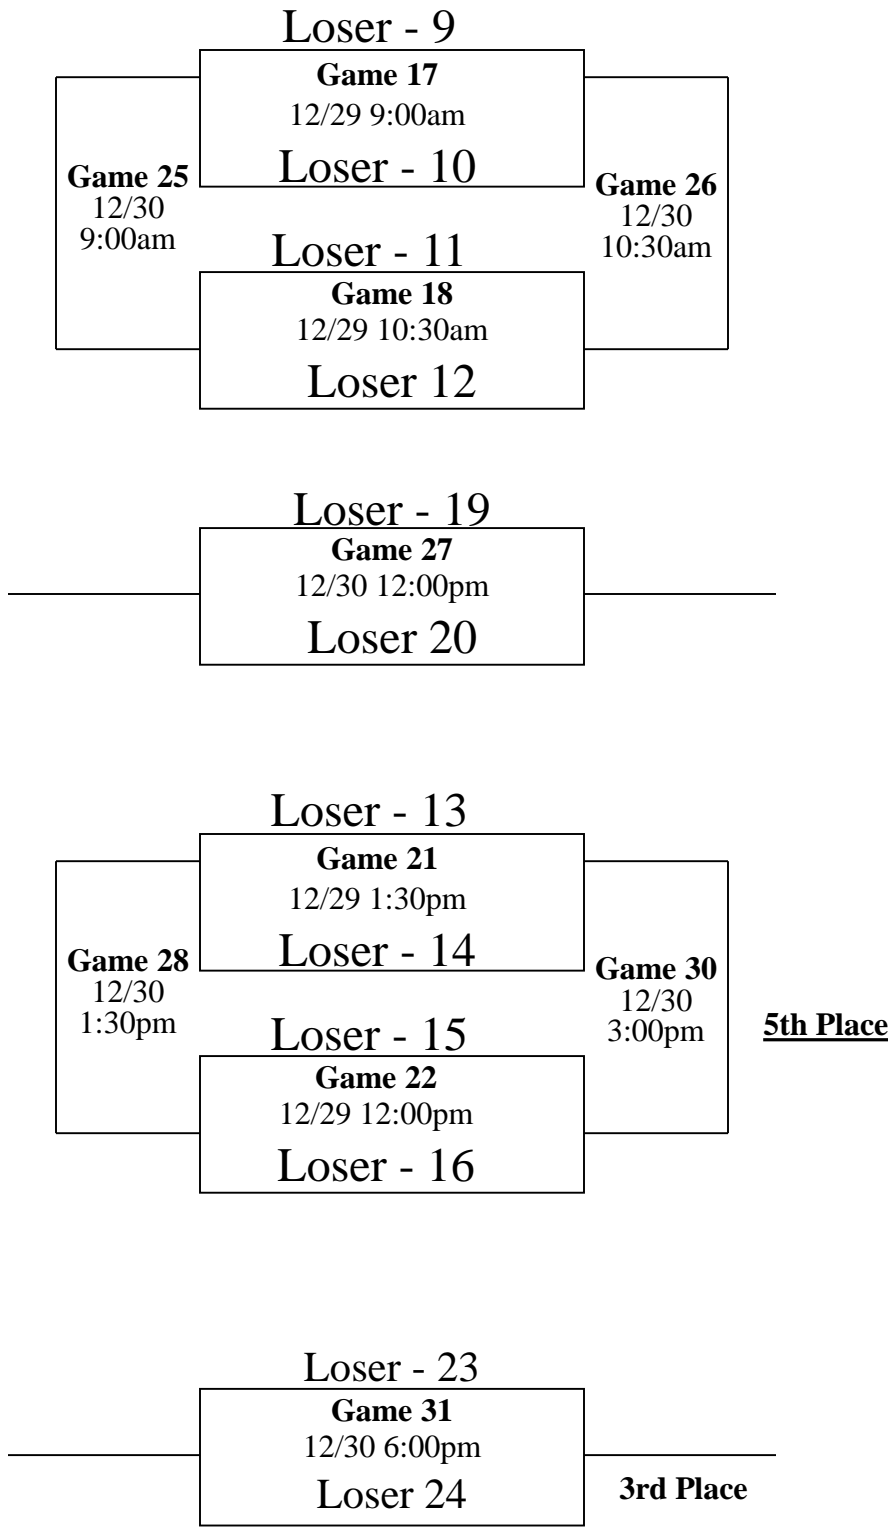 Loser - 9
Game 17
12/29 9:00am
Loser - 10
Game 25
12/30
9:00am
Game 26
12/30
10:30am
Loser - 11
Game 18
12/29 10:30am
Loser 12
Loser - 19
Game 27
12/30 12:00pm
Loser 20
Loser - 13
Game 21
12/29 1:30pm
Loser - 14
Game 28
12/30
1:30pm
Game 30
12/30
3:00pm
5th Place
Loser - 15
Game 22
12/29 12:00pm
Loser - 16
Loser - 23
Game 31
12/30 6:00pm
Loser 24
3rd Place